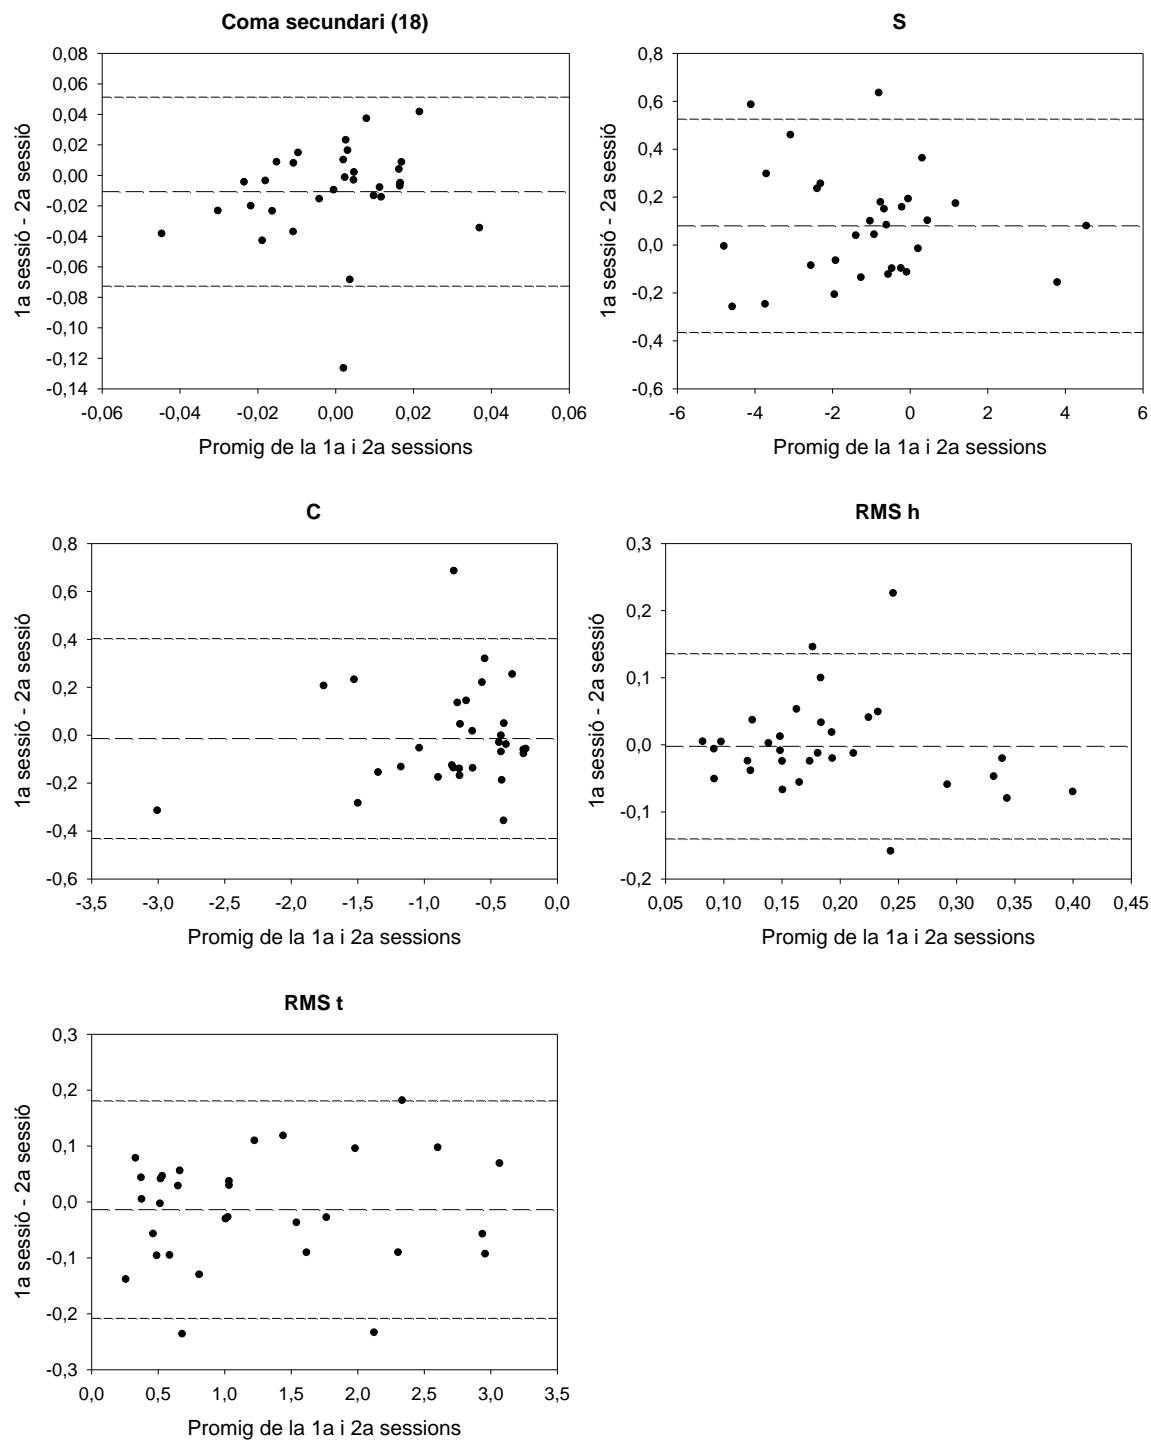 Coma secundari (18)
0,08
0,06
0,04
0,02
0,00
-0,02
-0,04
-0,06
-0,08
-0,10
-0,12
-0,14
1a sessió - 2a sessió
-0,06 -0,04 -0,02 0,00 0,02 0,04 0,06
Promig de la 1a i 2a sessions
S
0,8
0,6
0,4
0,2
0,0
-0,2
-0,4
-0,6
1a sessió - 2a sessió
-6 -4 -2 0 2 4 6
Promig de la 1a i 2a sessions
C
0,8
0,6
0,4
0,2
0,0
-0,2
-0,4
-0,6
1a sessió - 2a sessió
-3,5 -3,0 -2,5 -2,0 -1,5 -1,0 -0,5 0,0
Promig de la 1a i 2a sessions
RMS h
0,3
0,2
0,1
0,0
-0,1
-0,2
1a sessió - 2a sessió
0,05 0,10 0,15 0,20 0,25 0,30 0,35 0,40 0,45
Promig de la 1a i 2a sessions
RMS t
0,3
0,2
0,1
0,0
-0,1
-0,2
-0,3
1a sessió - 2a sessió
0,0 0,5 1,0 1,5 2,0 2,5 3,0 3,5
Promig de la 1a i 2a sessions